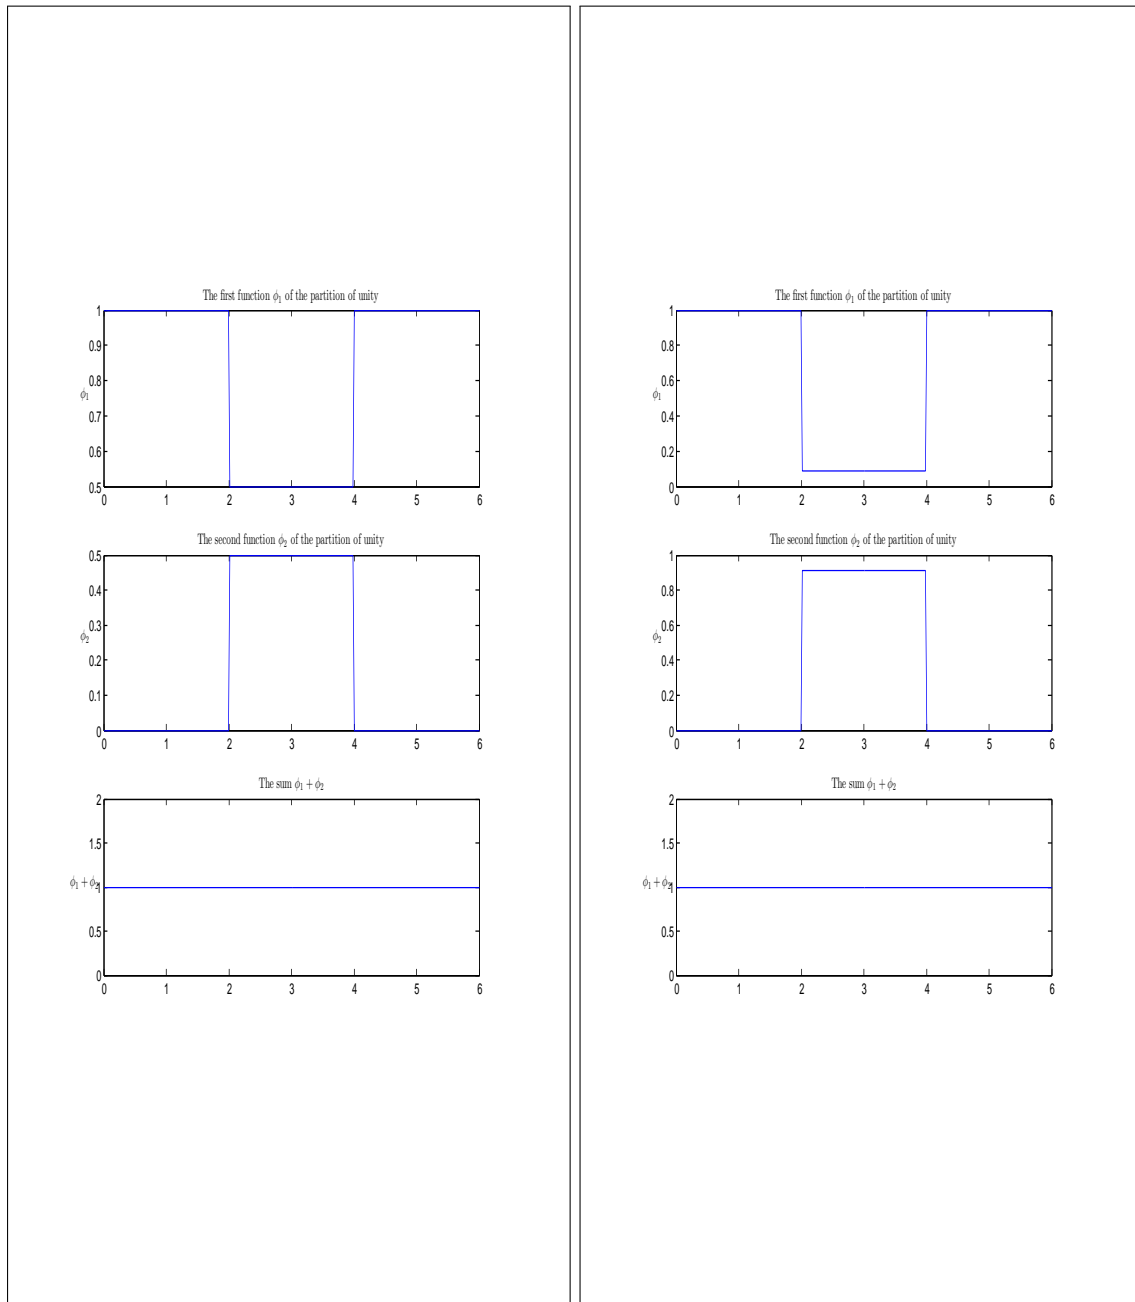 The first function ϕ₁ of the partition of unity
1
0.9
0.8
0.7
0.6
0.5
ϕ₁
0 1 2 3 4 5 6
The second function ϕ₂ of the partition of unity
0.5
0.4
0.3
0.2
0.1
0
ϕ₂
0 1 2 3 4 5 6
The sum ϕ₁ + ϕ₂
2
1.5
1
0.5
0
ϕ₁ + ϕ₂
0 1 2 3 4 5 6
The first function ϕ₁ of the partition of unity
1
0.8
0.6
0.4
0.2
0
ϕ₁
0 1 2 3 4 5 6
The second function ϕ₂ of the partition of unity
1
0.8
0.6
0.4
0.2
0
ϕ₂
0 1 2 3 4 5 6
The sum ϕ₁ + ϕ₂
2
1.5
1
0.5
0
ϕ₁ + ϕ₂
0 1 2 3 4 5 6